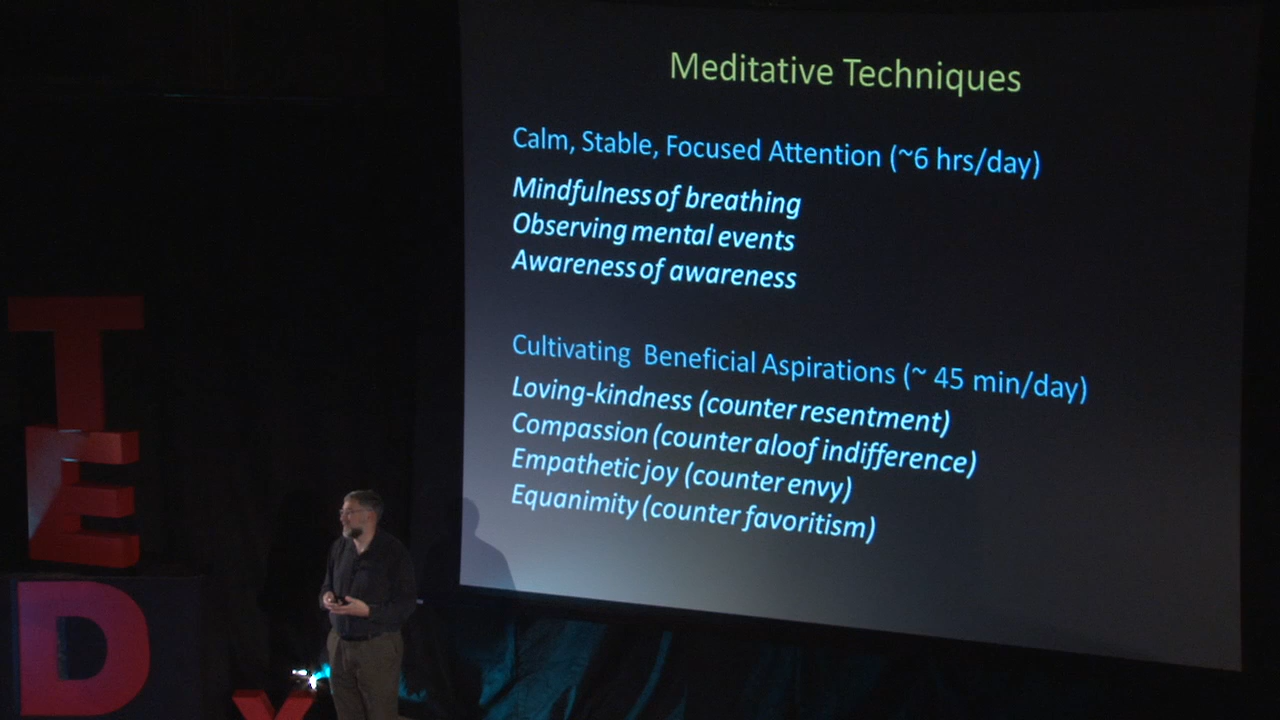 Meditative Techniques
Calm, Stable, Focused Attention (~6 hrs/day)
Mindfulness of breathing
Observing mental events
Awareness of awareness
Cultivating Beneficial Aspirations (~ 45 min/day)
Loving-kindness (counter resentment)
Compassion (counter aloof indifference)
Empathetic joy (counter envy)
Equanimity (counter favoritism)
TED
x